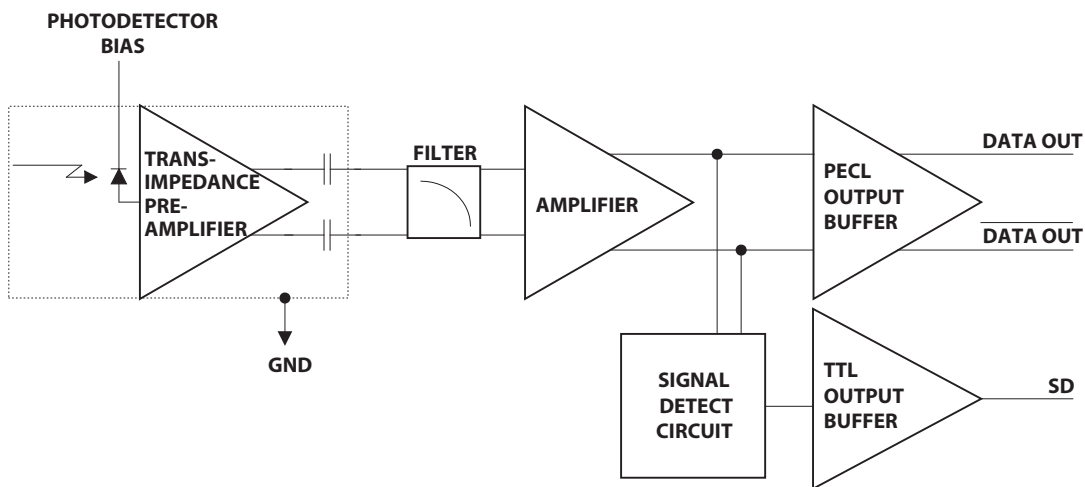 PHOTODETECTOR
BIAS
TRANS-
IMPEDANCE
PRE-
AMPLIFIER
FILTER
AMPLIFIER
PECL
OUTPUT
BUFFER
DATA OUT
DATA OUT
GND
SIGNAL
DETECT
CIRCUIT
TTL
OUTPUT
BUFFER
SD